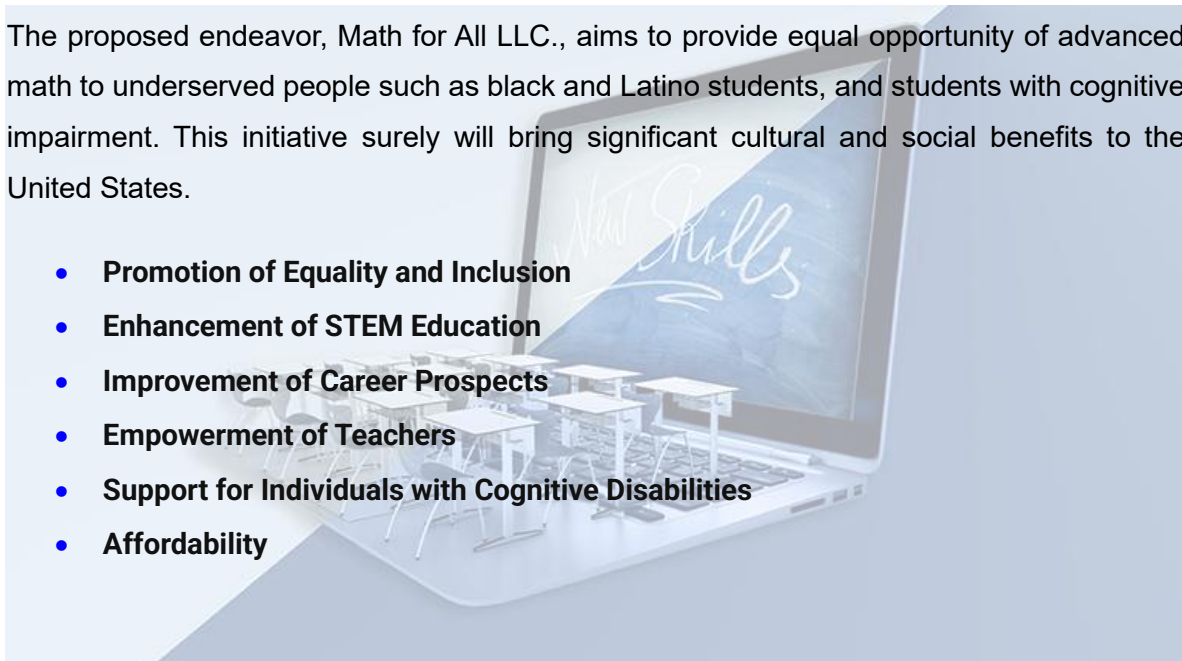 The proposed endeavor, Math for All LLC., aims to provide equal opportunity of advanced
math to underserved people such as black and Latino students, and students with cognitive
impairment. This initiative surely will bring significant cultural and social benefits to the
United States.
• Promotion of Equality and Inclusion
• Enhancement of STEM Education
• Improvement of Career Prospects
• Empowerment of Teachers
• Support for Individuals with Cognitive Disabilities
• Affordability
New Skills